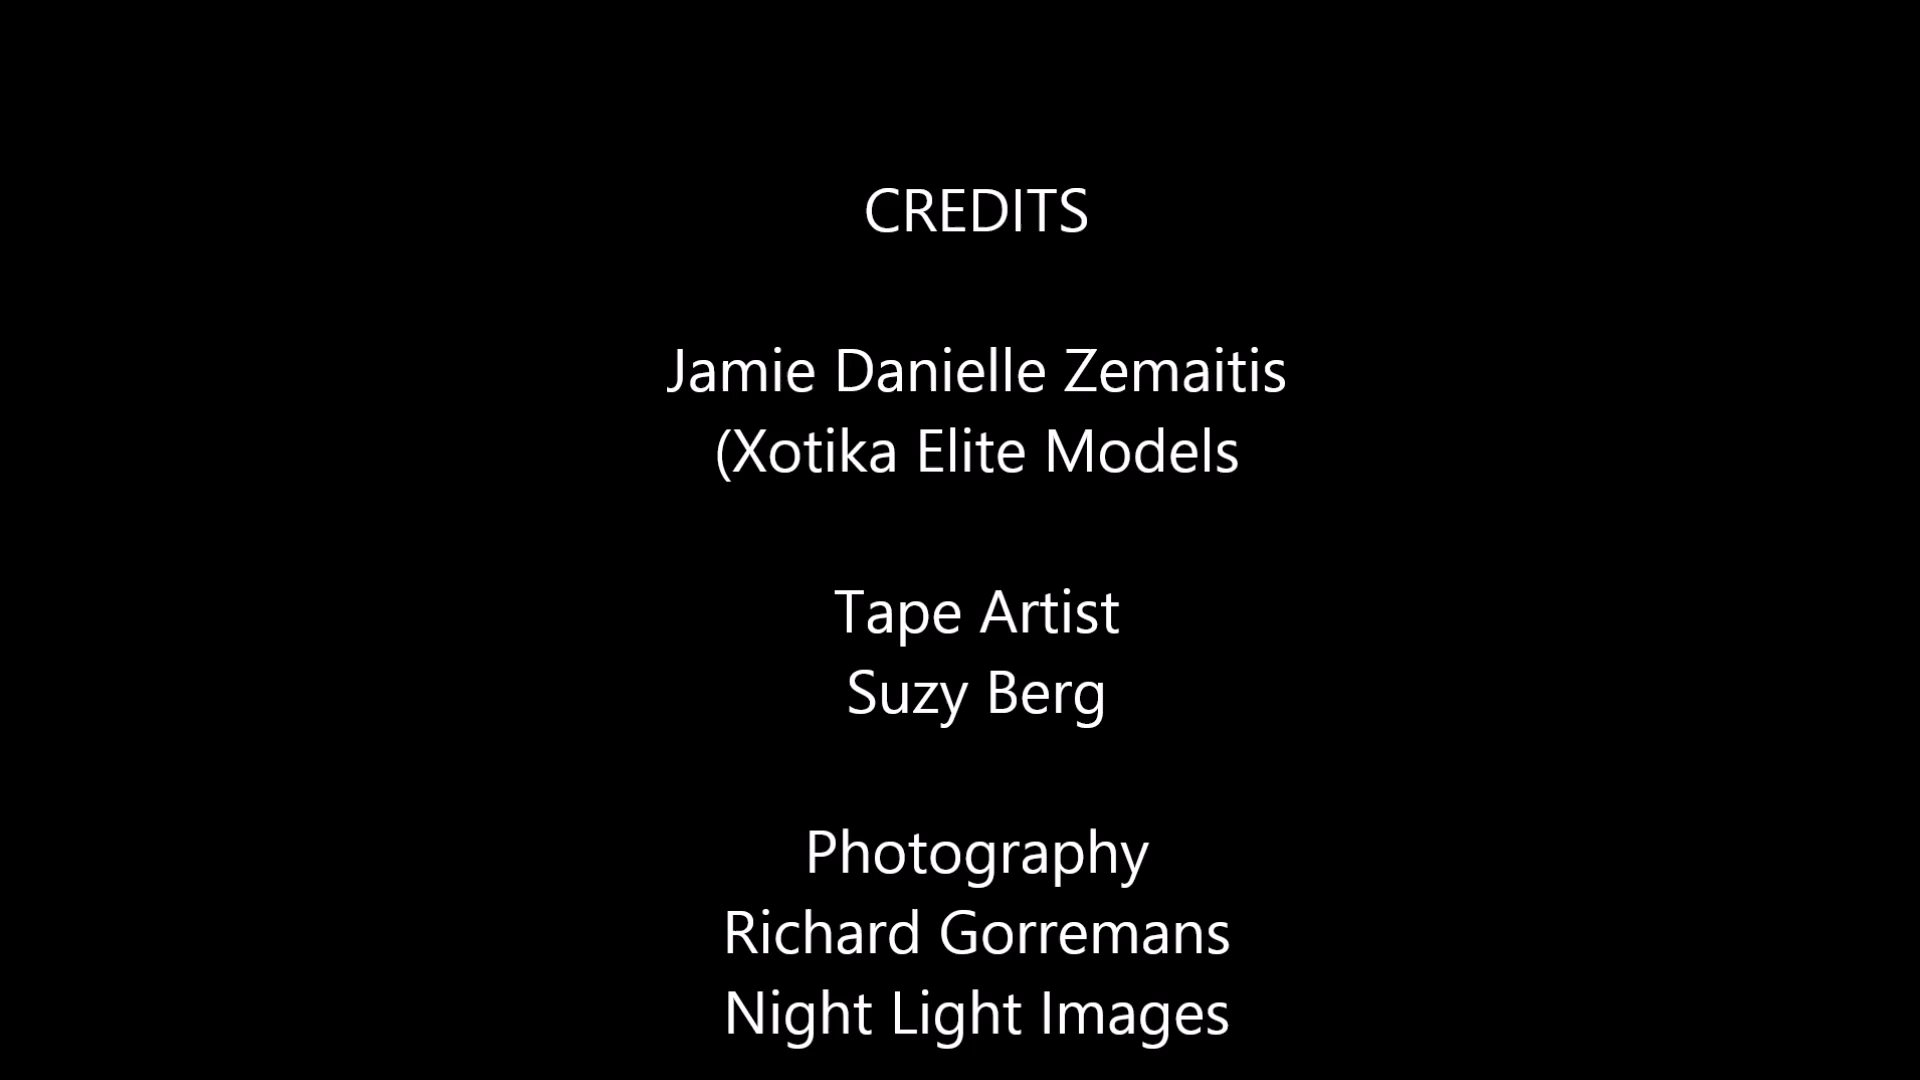 CREDITS
Jamie Danielle Zemaitis
(Xotika Elite Models
Tape Artist
Suzy Berg
Photography
Richard Gorremans
Night Light Images